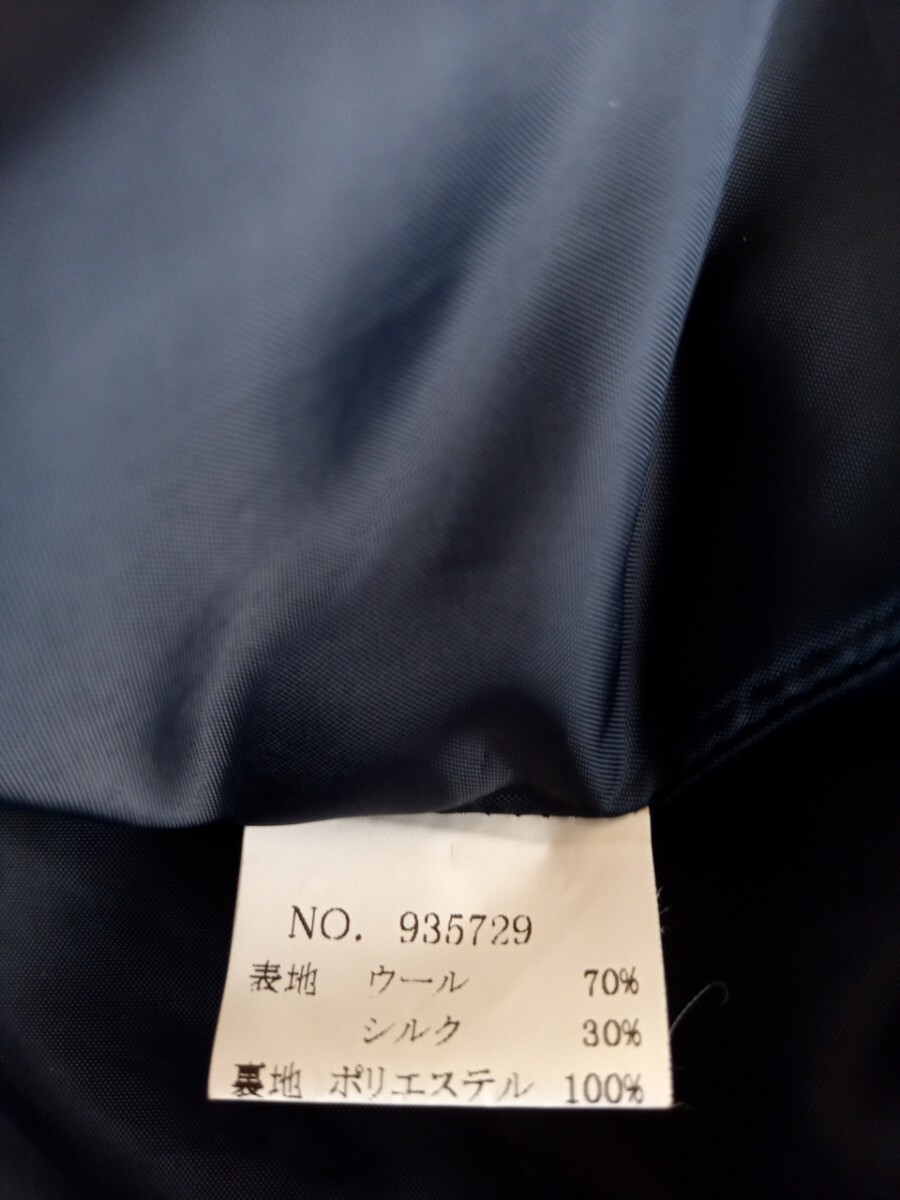 NO. 935729
表地 ウール 70%
シルク 30%
裏地 ポリエステル 100%